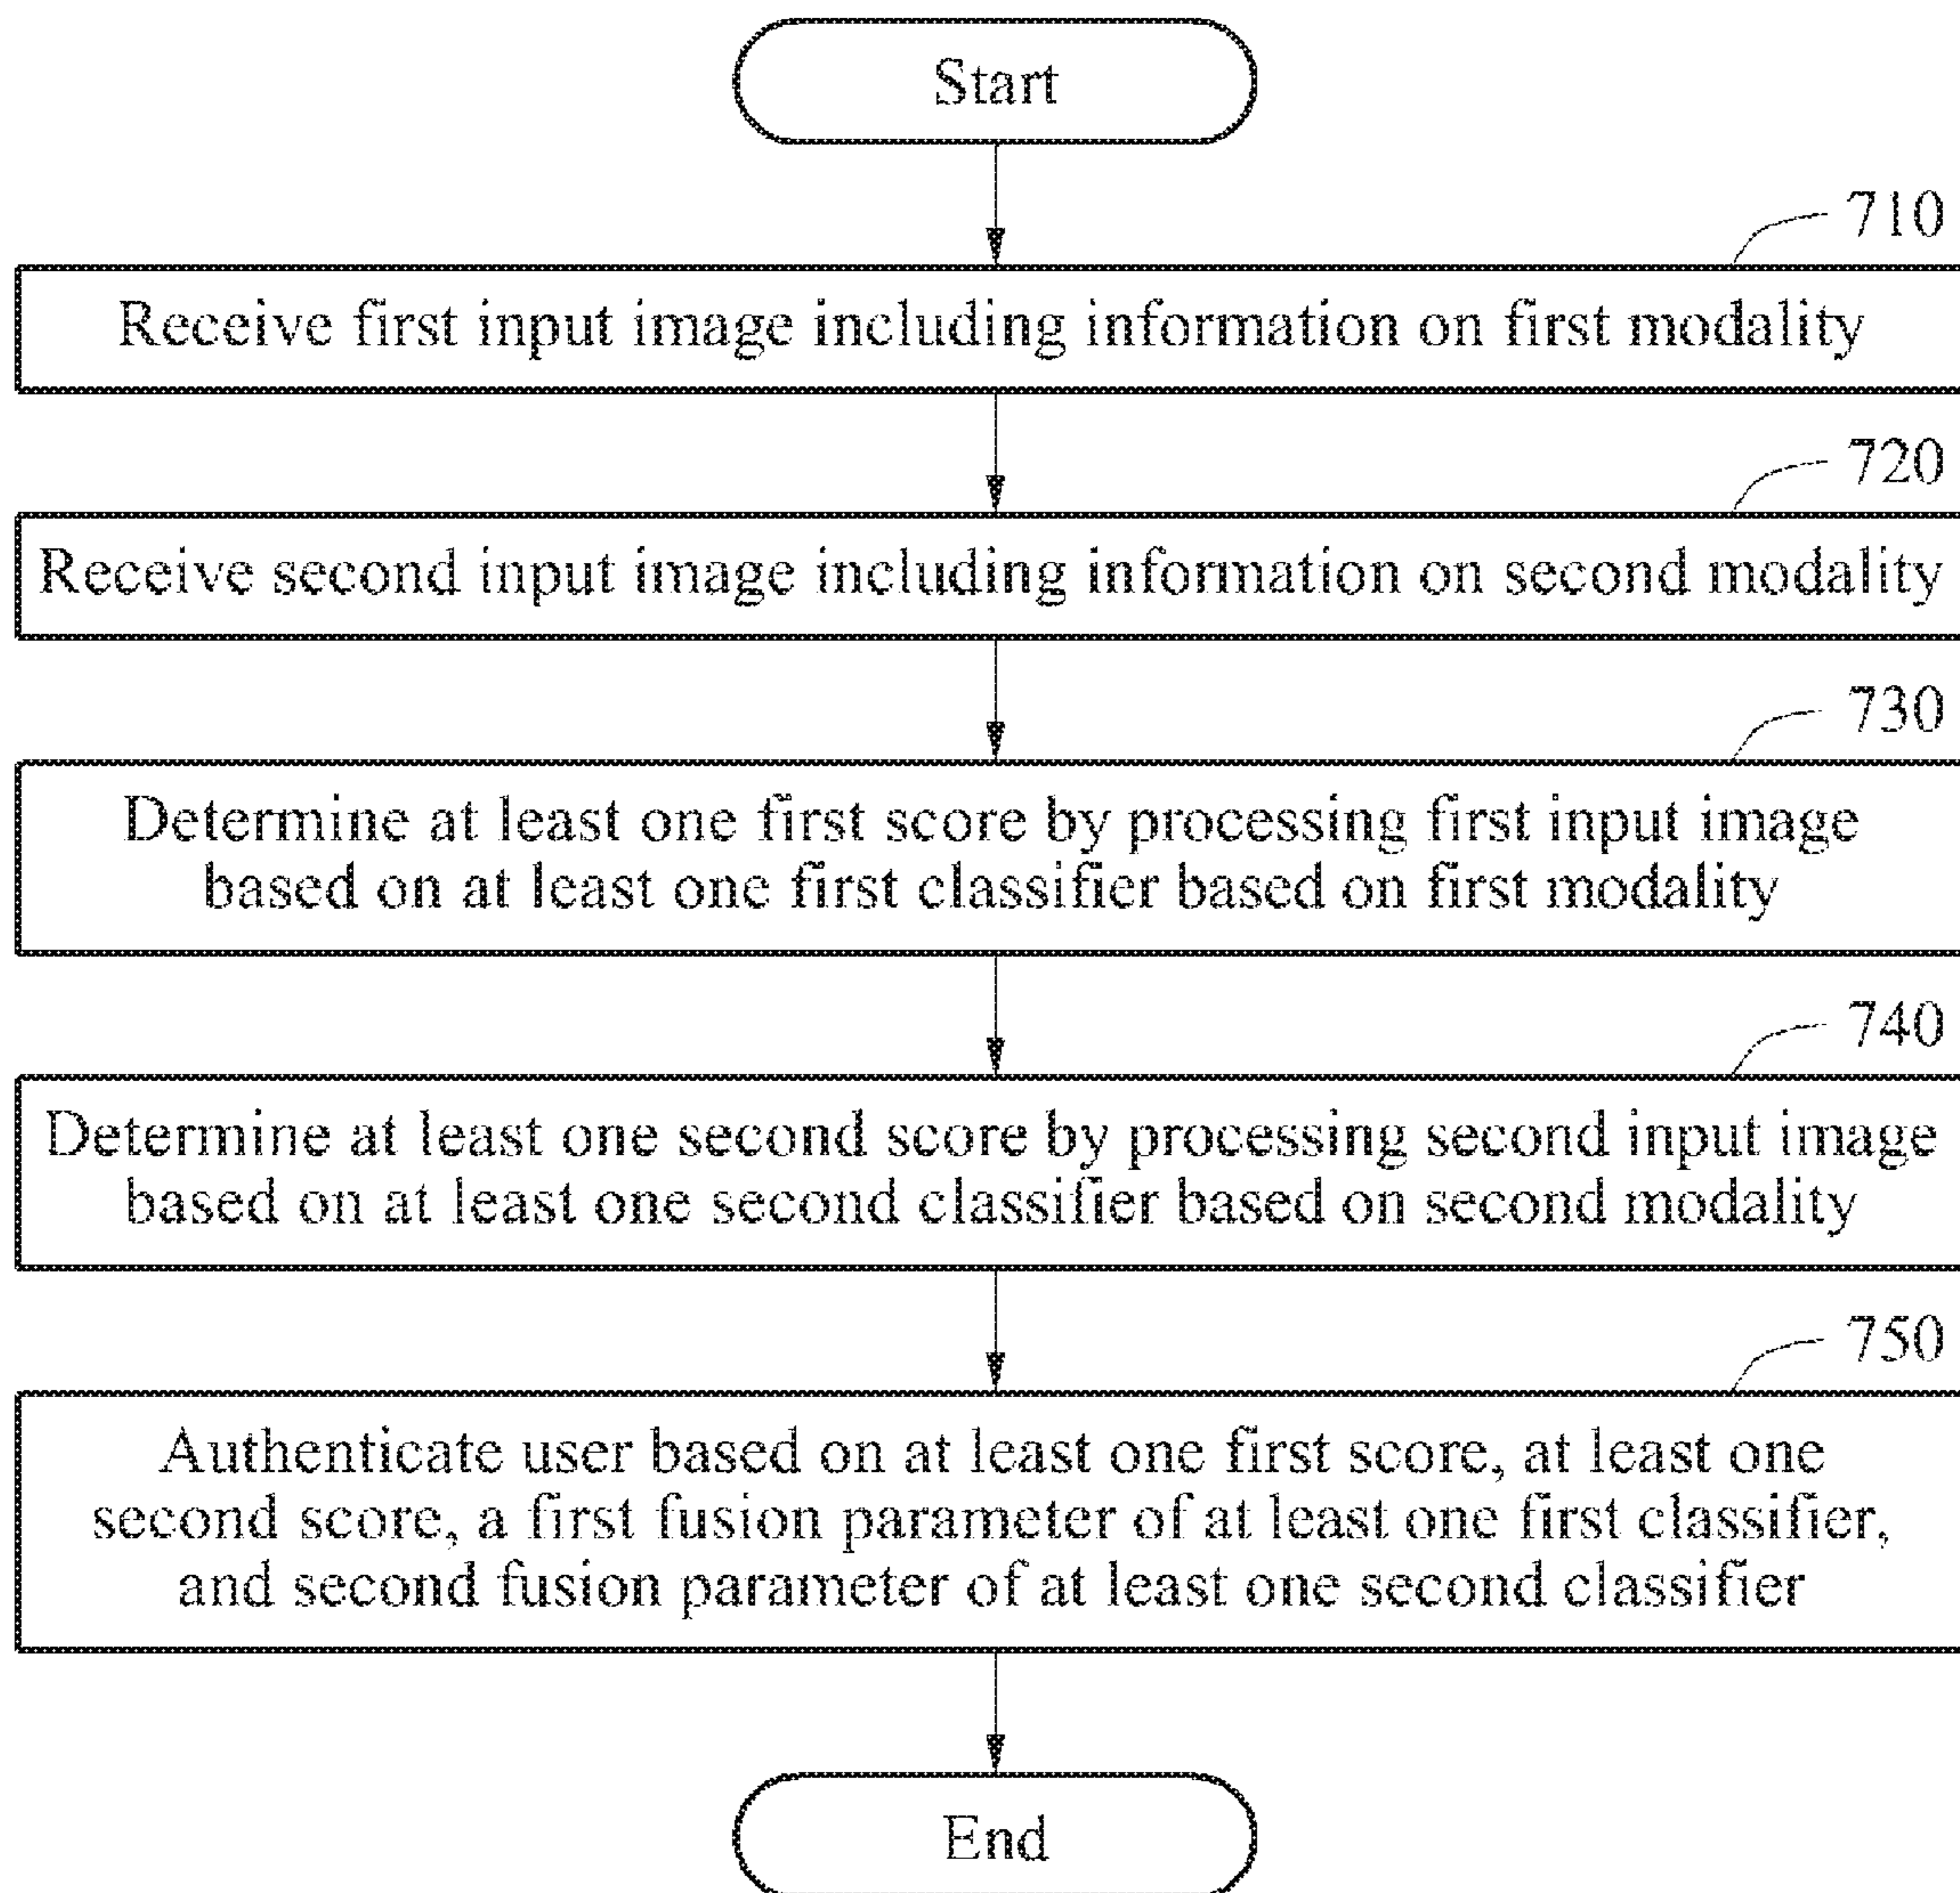 Start
710
Receive first input image including information on first modality
720
Receive second input image including information on second modality
730
Determine at least one first score by processing first input image
based on at least one first classifier based on first modality
740
Determine at least one second score by processing second input image
based on at least one second classifier based on second modality
750
Authenticate user based on at least one first score, at least one
second score, a first fusion parameter of at least one first classifier,
and second fusion parameter of at least one second classifier
End